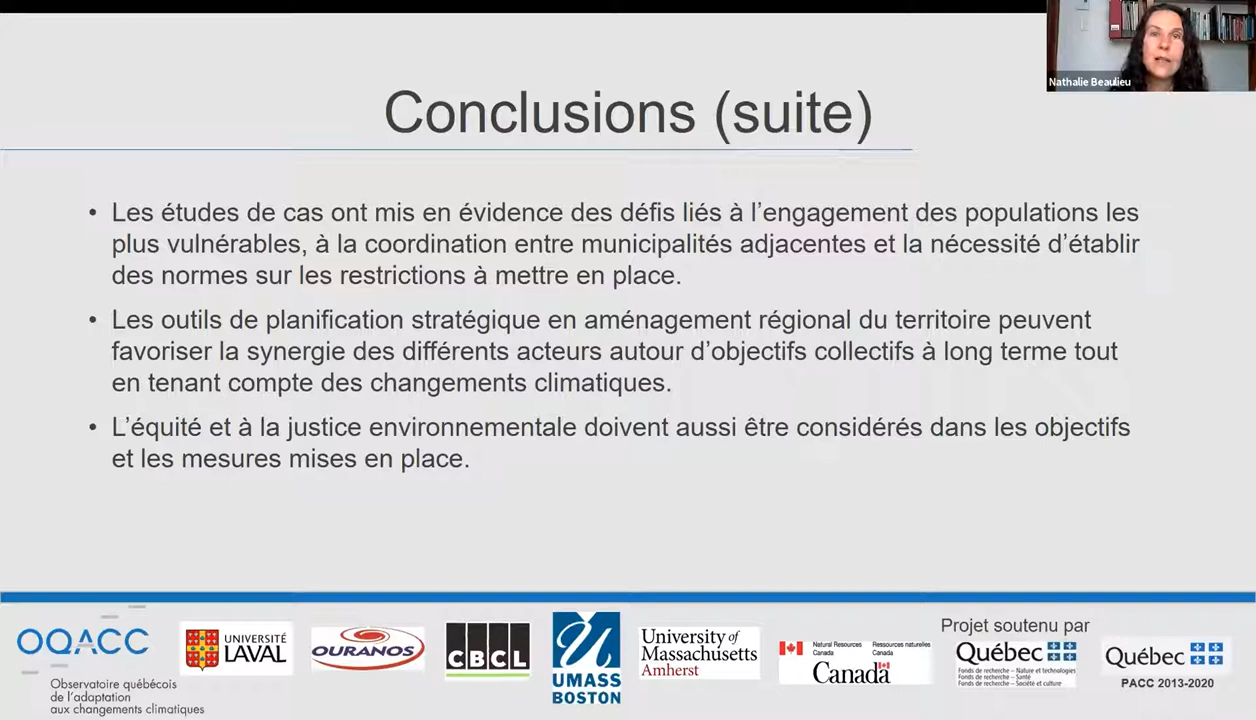 Nathalie Beaulieu
Conclusions (suite)
• Les études de cas ont mis en évidence des défis liés à l’engagement des populations les
plus vulnérables, à la coordination entre municipalités adjacentes et la nécessité d’établir
des normes sur les restrictions à mettre en place.
• Les outils de planification stratégique en aménagement régional du territoire peuvent
favoriser la synergie des différents acteurs autour d’objectifs collectifs à long terme tout
en tenant compte des changements climatiques.
• L’équité et à la justice environnementale doivent aussi être considérés dans les objectifs
et les mesures mises en place.
OQACC
Observatoire québécois
de l’adaptation
aux changements climatiques
UNIVERSITÉ
LAVAL
OURANOS
CBCL
UMASS
BOSTON
University of
Massachusetts
Amherst
Natural Resources Ressources naturelles
Canada Canada
Canada
Projet soutenu par
Québec
Fonds de recherche – Nature et technologies
Fonds de recherche – Santé
Fonds de recherche – Société et culture
Québec
PACC 2013-2020